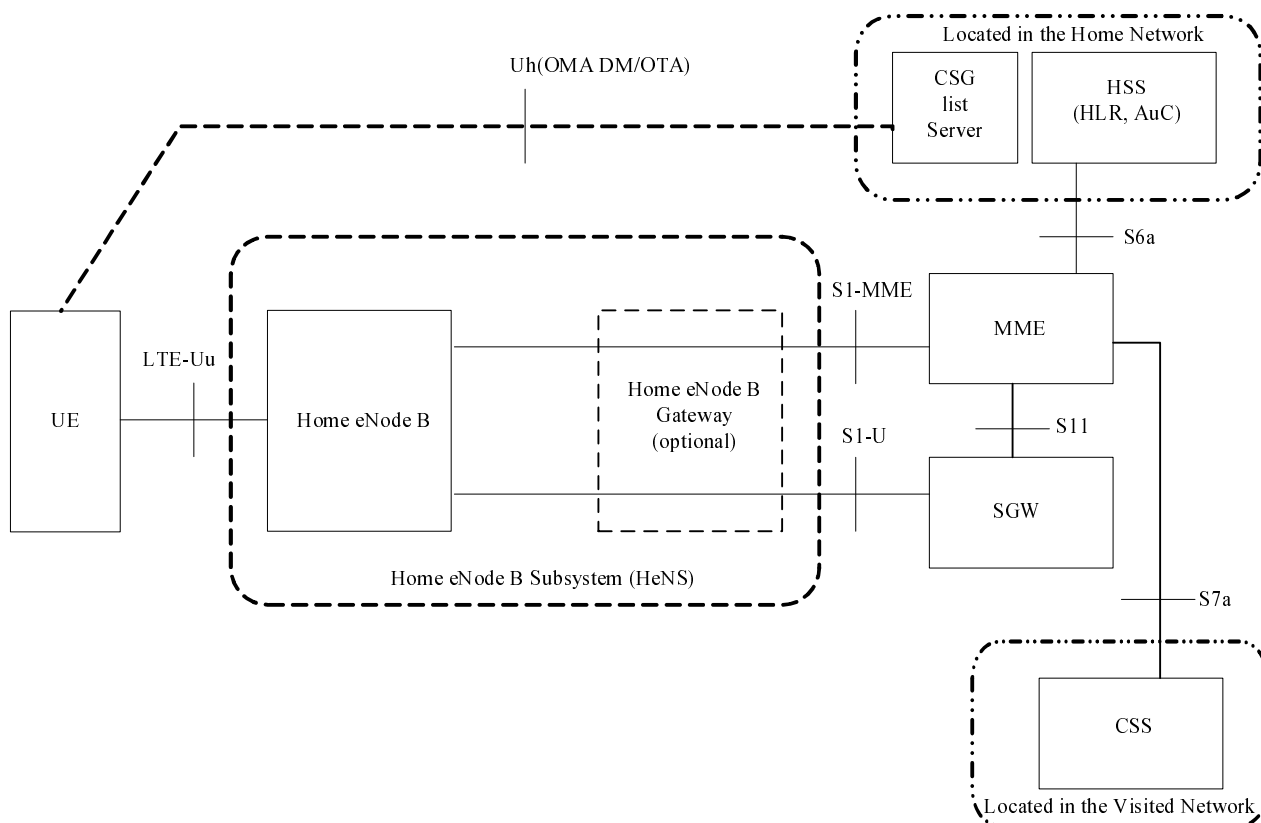 Located in the Home Network
Uh(OMA DM/OTA)
CSG
list
Server
HSS
(HLR, AuC)
S6a
S1-MME
MME
LTE-Uu
UE
Home eNode B
Home eNode B
Gateway
(optional)
S1-U
S11
SGW
Home eNode B Subsystem (HeNS)
S7a
CSS
Located in the Visited Network